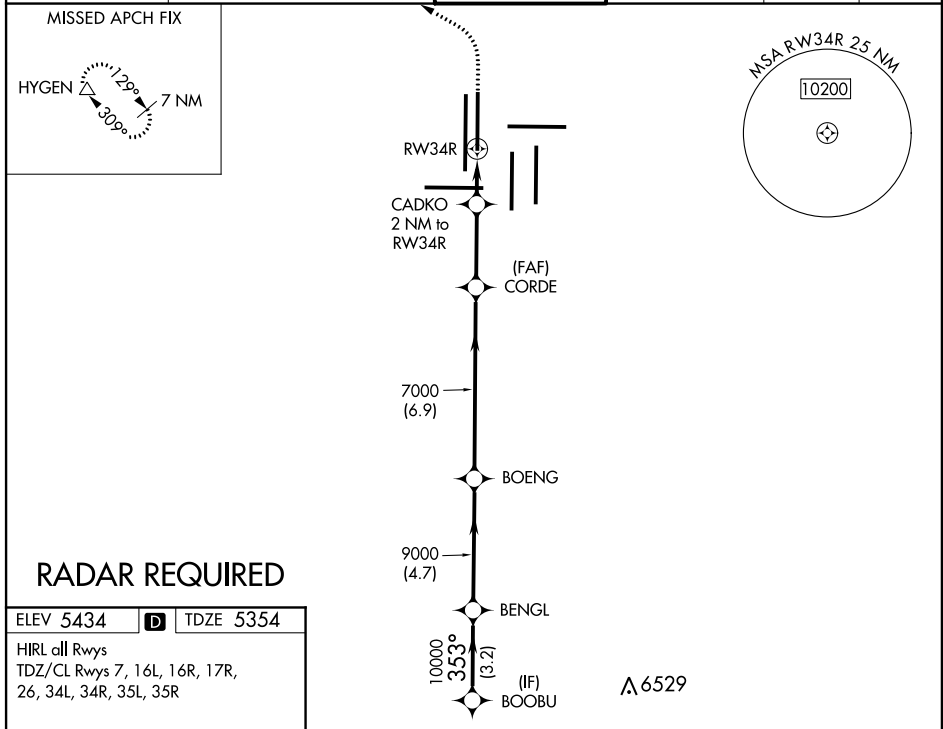 MISSED APCH FIX
HYGEN
129°
309°
7 NM
MSA RW34R 25 NM
10200
RW34R
CADKO
2 NM to
RW34R
(FAF)
CORDE
7000
(6.9)
BOENG
9000
(4.7)
BENGL
10000
353°
(3.2)
(IF)
BOOBU
6529
RADAR REQUIRED
ELEV 5434 D TDZE 5354
HIRL all Rwys
TDZ/CL Rwys 7, 16L, 16R, 17R,
26, 34L, 34R, 35L, 35R